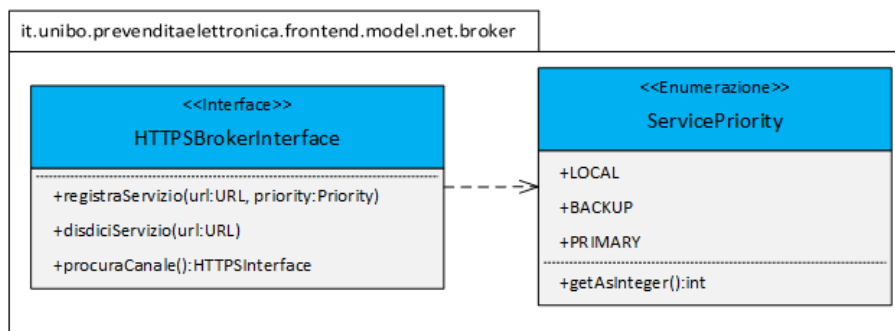 it.unibo.prevenditaelettronica.frontend.model.net.broker
<<Interface>>
HTTPSBrokerInterface
+registraServizio(url:URL, priority:Priority)
+disdiciServizio(url:URL)
+procuraCanale():HTTPSInterface
<<Enumerazione>>
ServicePriority
+LOCAL
+BACKUP
+PRIMARY
+getAsInteger():int